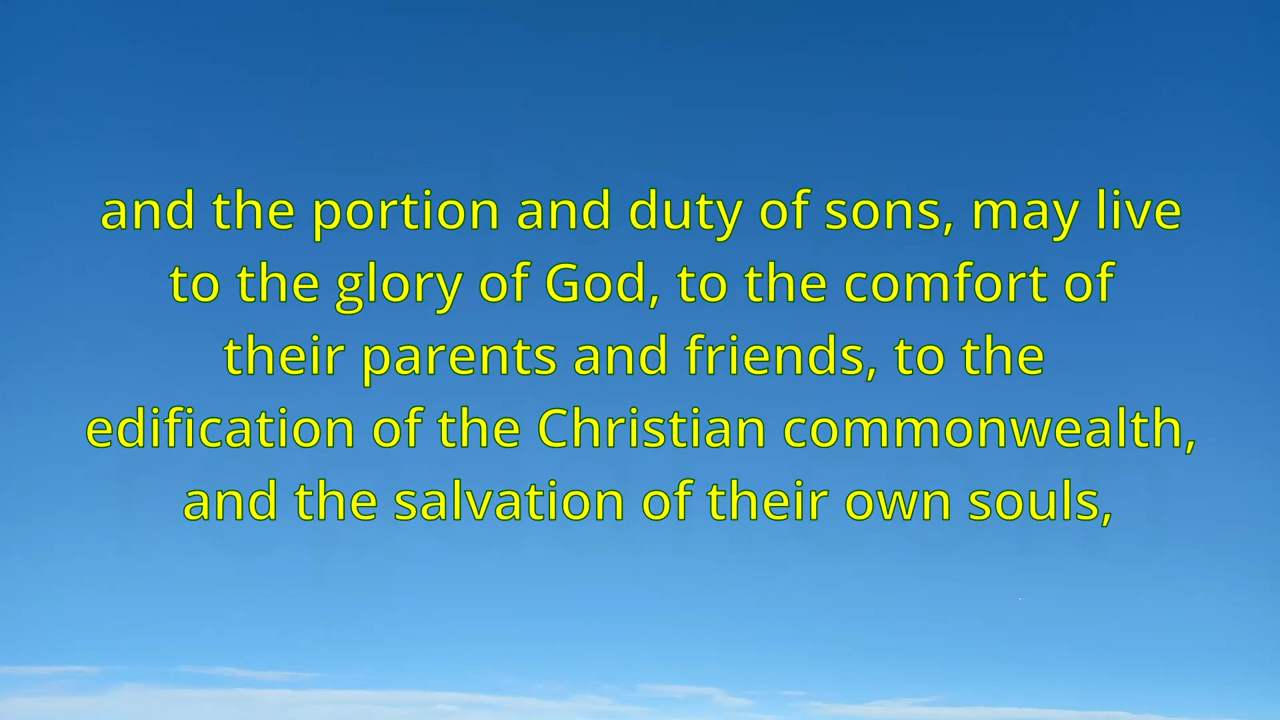 and the portion and duty of sons, may live
to the glory of God, to the comfort of
their parents and friends, to the
edification of the Christian commonwealth,
and the salvation of their own souls,